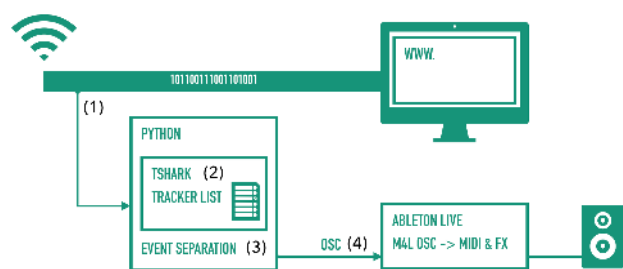 WWW.
101100111001101001
(1)
PYTHON
TSHARK (2)
TRACKER LIST
EVENT SEPARATION (3)
OSC (4)
ABLETON LIVE
M4L OSC -> MIDI & FX